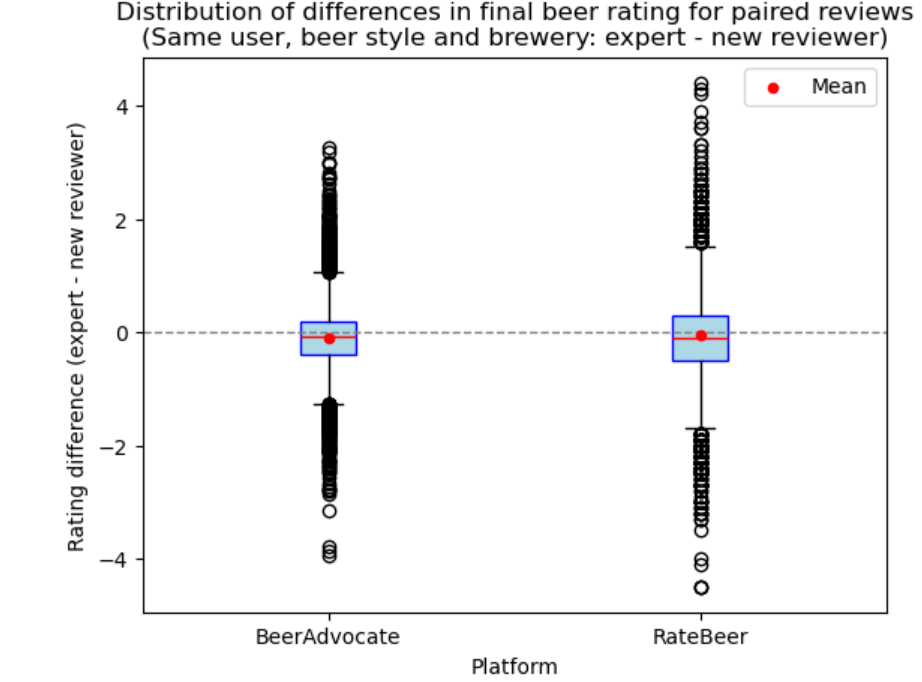 Distribution of differences in final beer rating for paired reviews
(Same user, beer style and brewery: expert - new reviewer)
Mean
Rating difference (expert - new reviewer)
4
2
0
−2
−4
BeerAdvocate
RateBeer
Platform